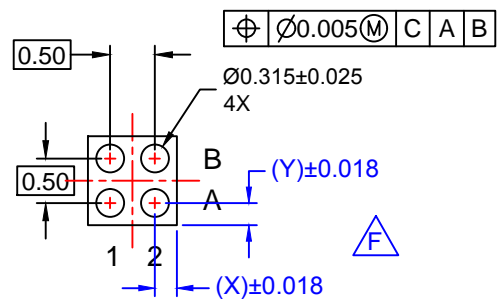 ⌖ Ø0.005Ⓜ C A B
0.50
Ø0.315±0.025
4X
B
0.50
(Y)±0.018
A
F
1 2
(X)±0.018